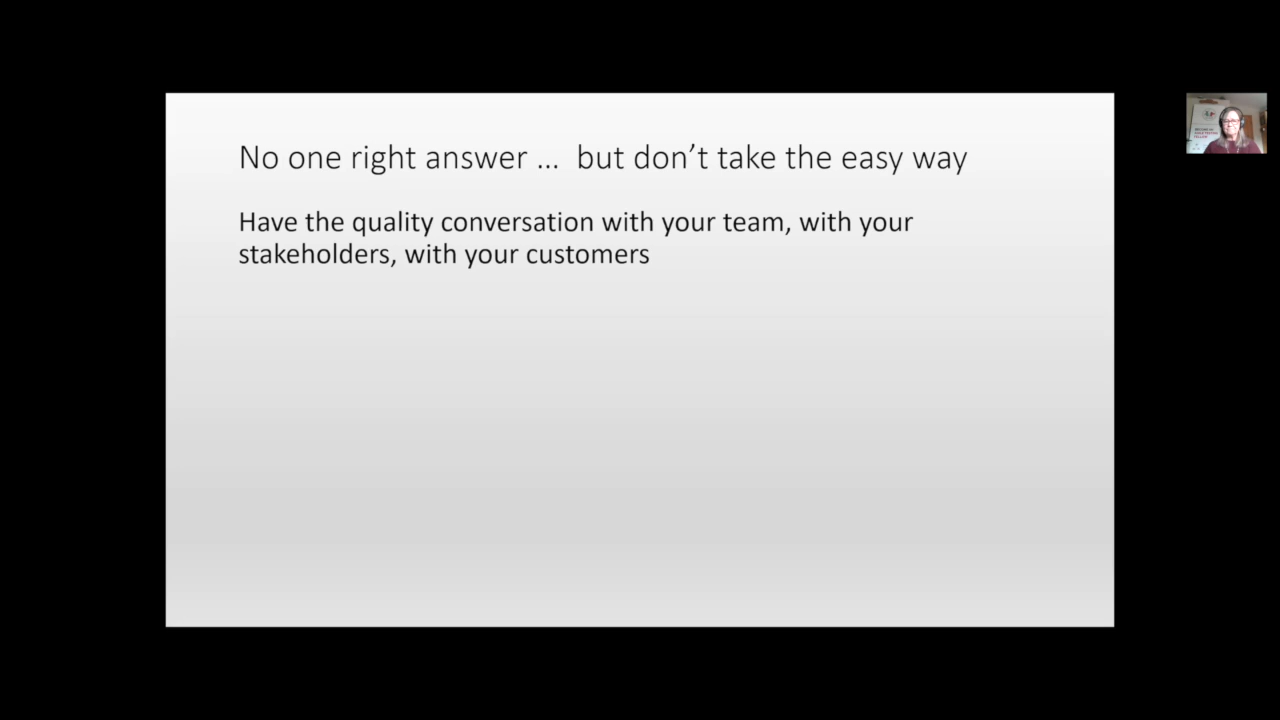 No one right answer … but don’t take the easy way
Have the quality conversation with your team, with your
stakeholders, with your customers